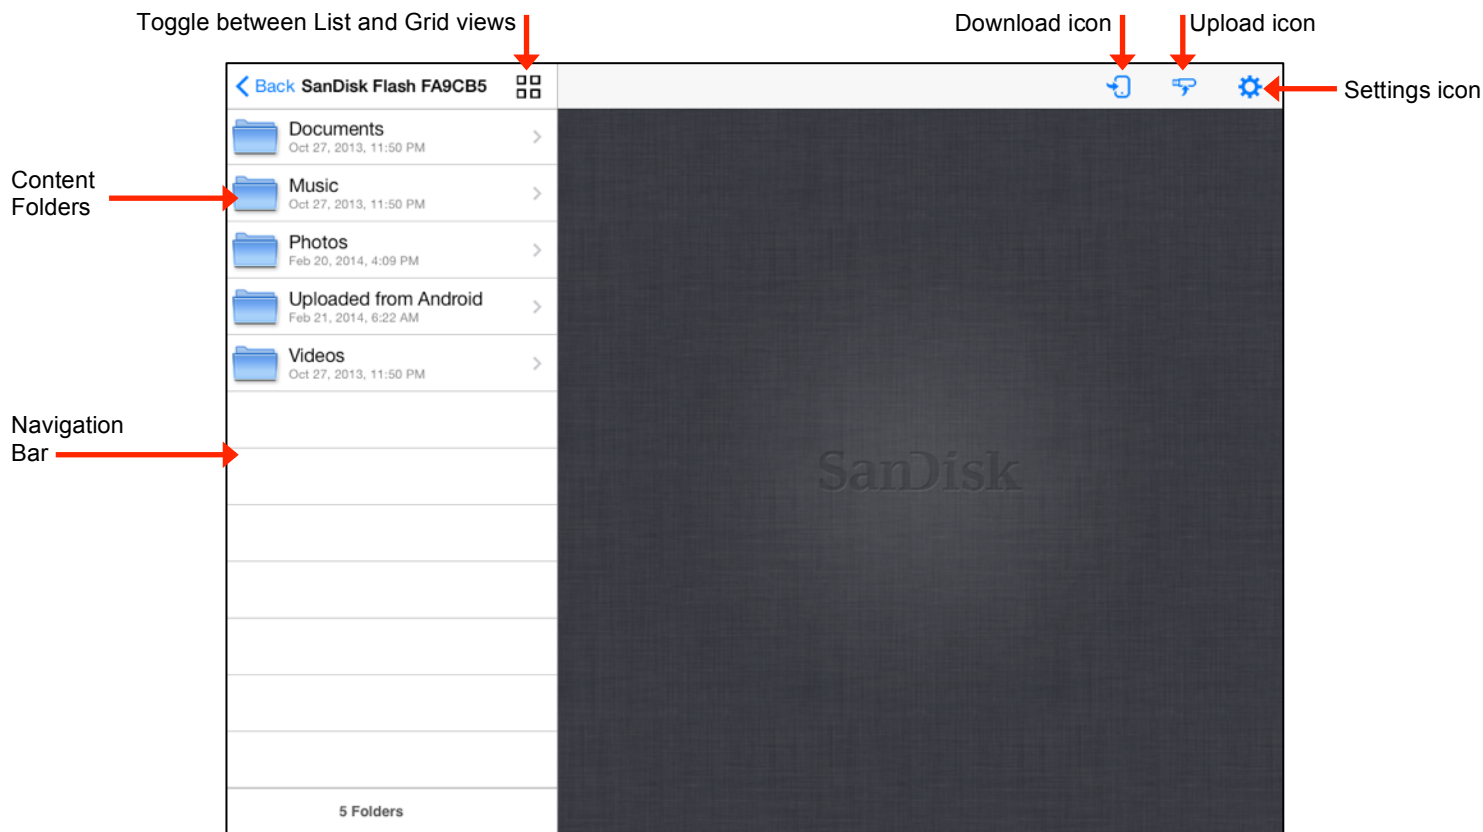 Toggle between List and Grid views
Download icon
Upload icon
Back SanDisk Flash FA9CB5
Settings icon
Documents
Oct 27, 2013, 11:50 PM
Content
Folders
Music
Oct 27, 2013, 11:50 PM
Photos
Feb 20, 2014, 4:09 PM
Uploaded from Android
Feb 21, 2014, 6:22 AM
Videos
Oct 27, 2013, 11:50 PM
Navigation
Bar
SanDisk
5 Folders